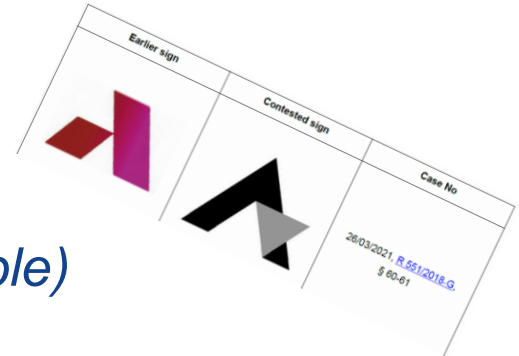 Earlier sign
Contested sign
Case No
26/03/2021, R 551/2018-G,
§ 60-61
ple)